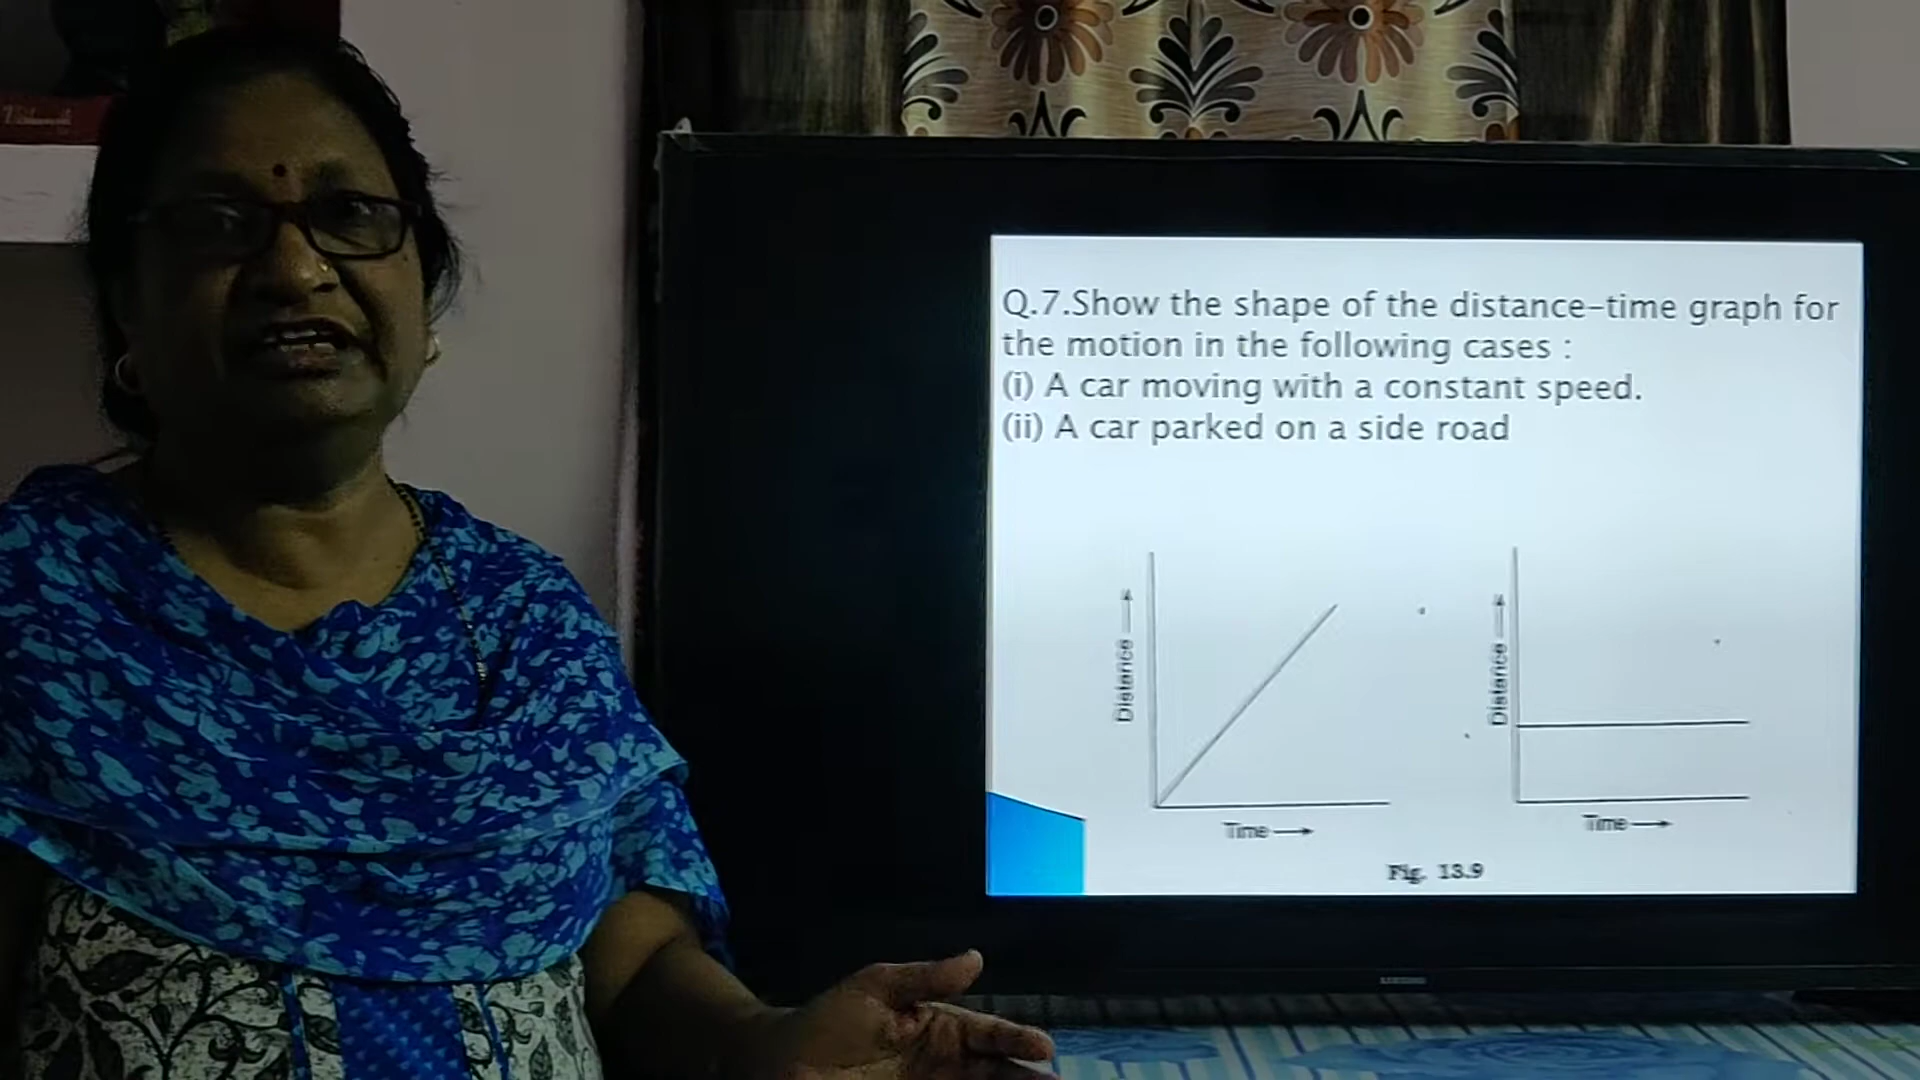 Q.7.Show the shape of the distance-time graph for
the motion in the following cases :
(i) A car moving with a constant speed.
(ii) A car parked on a side road
Distance
Time
Distance
Time
Fig. 13.9
SAMSUNG